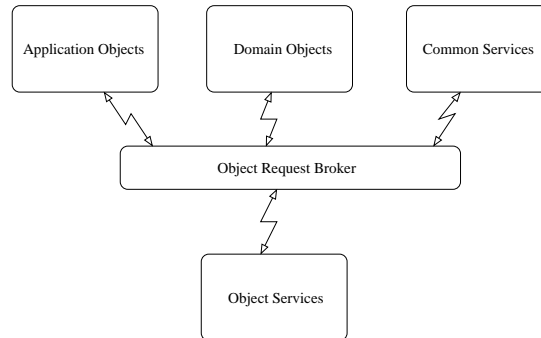 Application Objects
Domain Objects
Common Services
Object Request Broker
Object Services